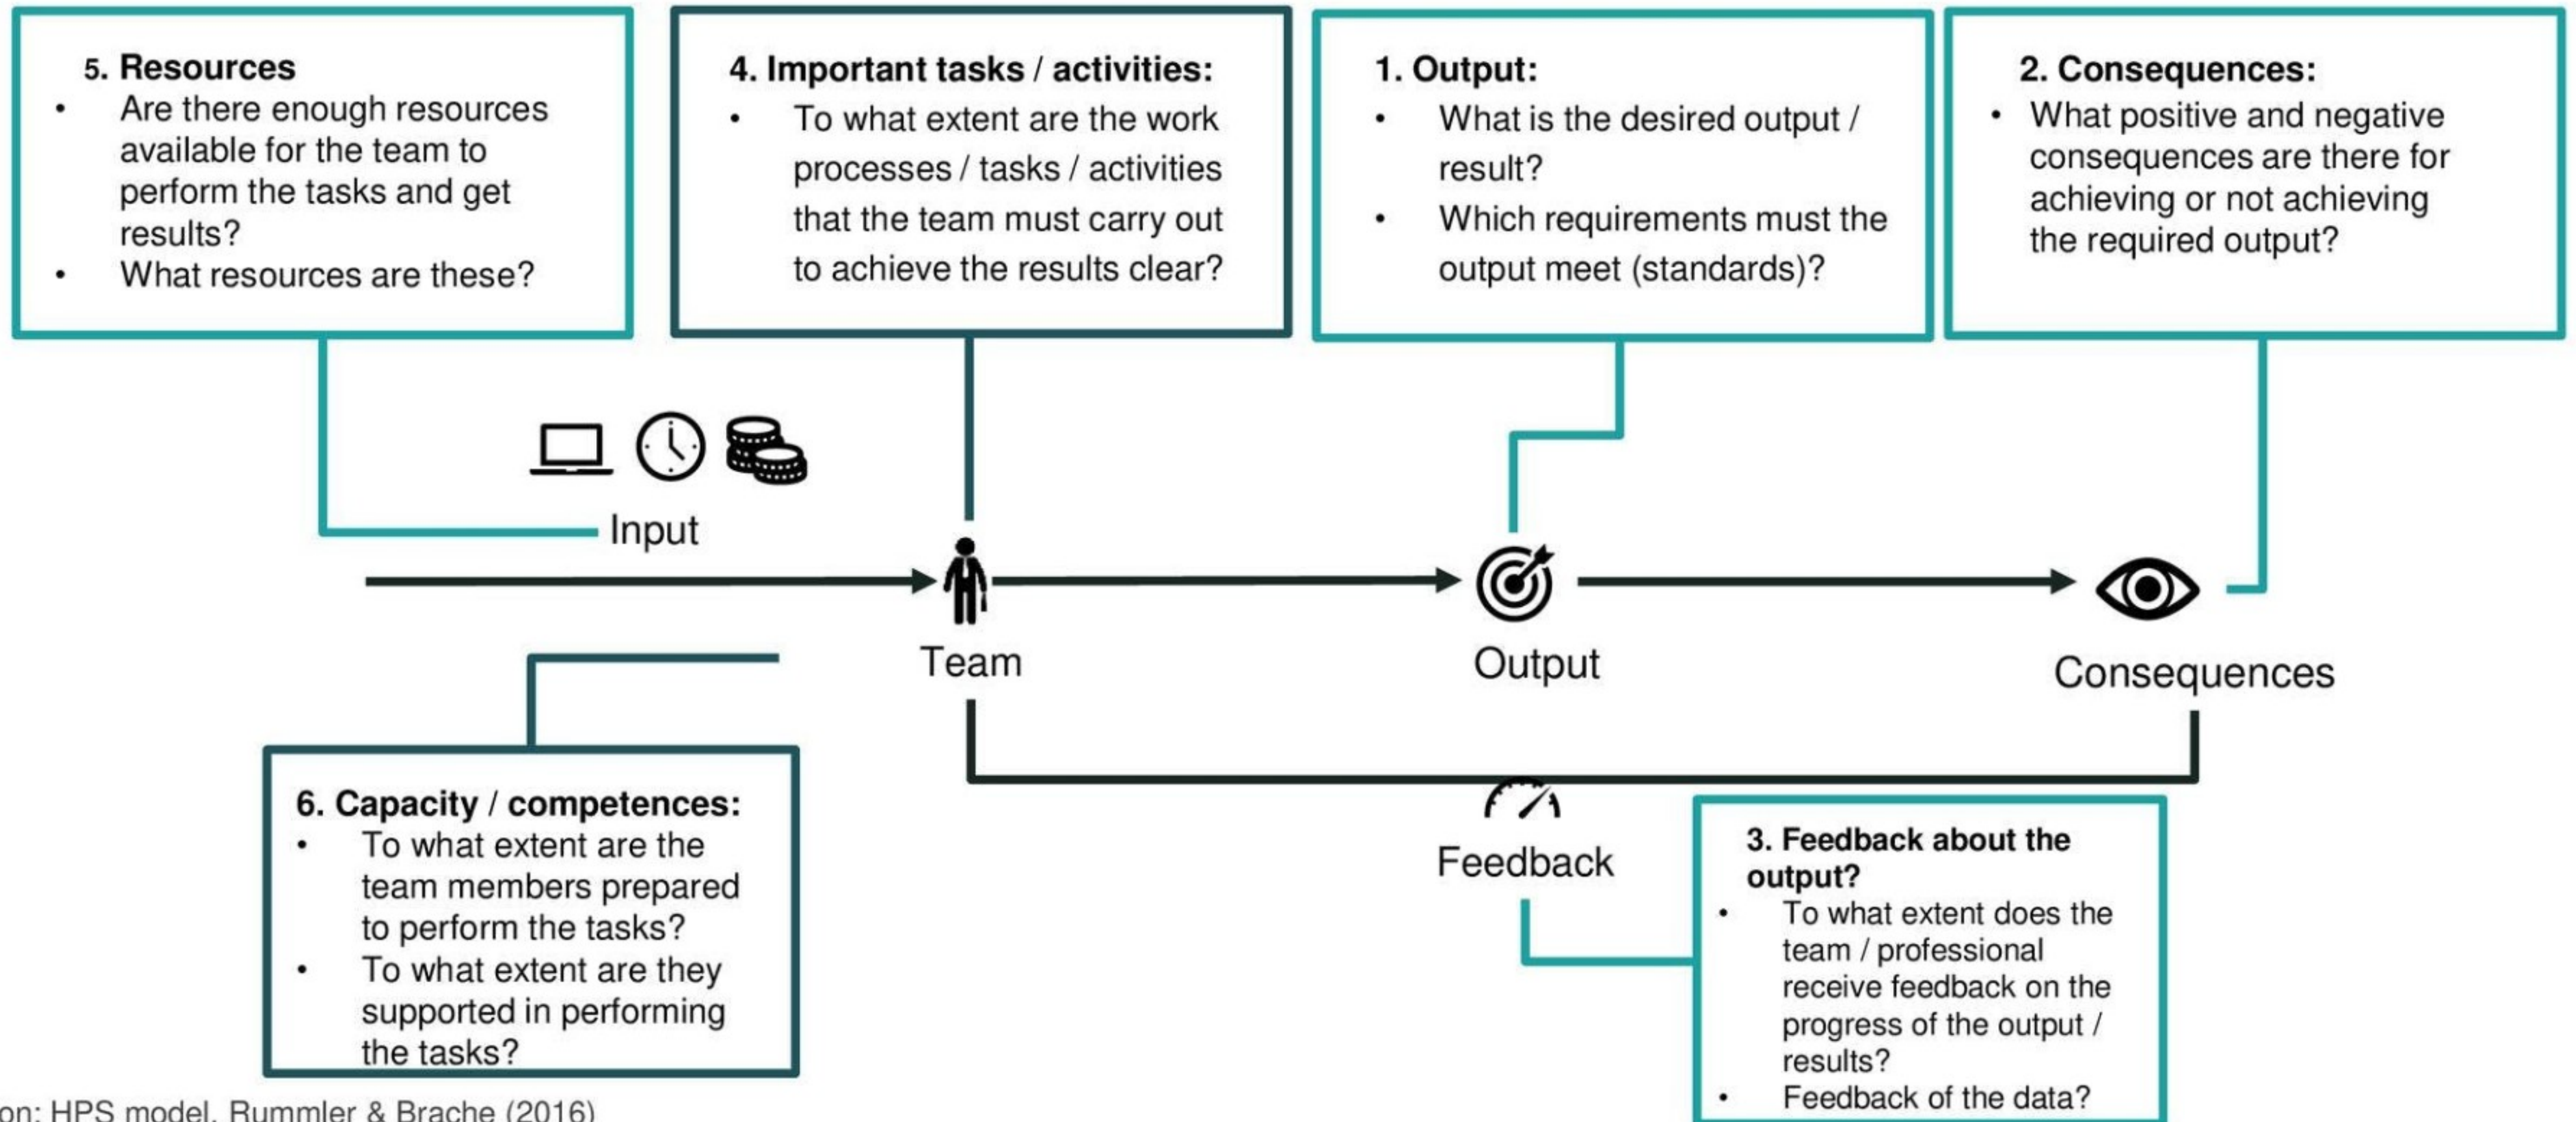 5. Resources
• Are there enough resources
available for the team to
perform the tasks and get
results?
• What resources are these?
4. Important tasks / activities:
• To what extent are the work
processes / tasks / activities
that the team must carry out
to achieve the results clear?
1. Output:
• What is the desired output /
result?
• Which requirements must the
output meet (standards)?
2. Consequences:
• What positive and negative
consequences are there for
achieving or not achieving
the required output?
Input
Team
Output
Consequences
Feedback
6. Capacity / competences:
• To what extent are the
team members prepared
to perform the tasks?
• To what extent are they
supported in performing
the tasks?
3. Feedback about the
output?
• To what extent does the
team / professional
receive feedback on the
progress of the output /
results?
• Feedback of the data?
on: HPS model, Rummler & Brache (2016)